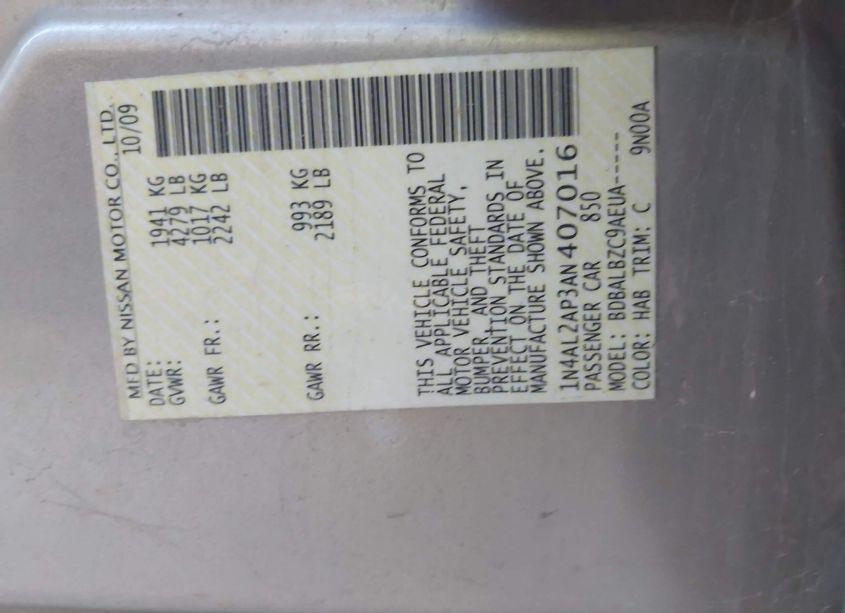 MFD BY NISSAN MOTOR CO., LTD.
DATE: 10/09
GVWR: 1941 KG
4279 LB
GAWR FR.: 1017 KG
2242 LB
GAWR RR.: 993 KG
2189 LB
THIS VEHICLE CONFORMS TO
ALL APPLICABLE FEDERAL
MOTOR VEHICLE SAFETY,
BUMPER, AND THEFT
PREVENTION STANDARDS IN
EFFECT ON THE DATE OF
MANUFACTURE SHOWN ABOVE.
1N4AL2AP3AN407016
PASSENGER CAR 850
MODEL: BDBALBZC9AEUA-----
COLOR: HAB TRIM: C 9N00A